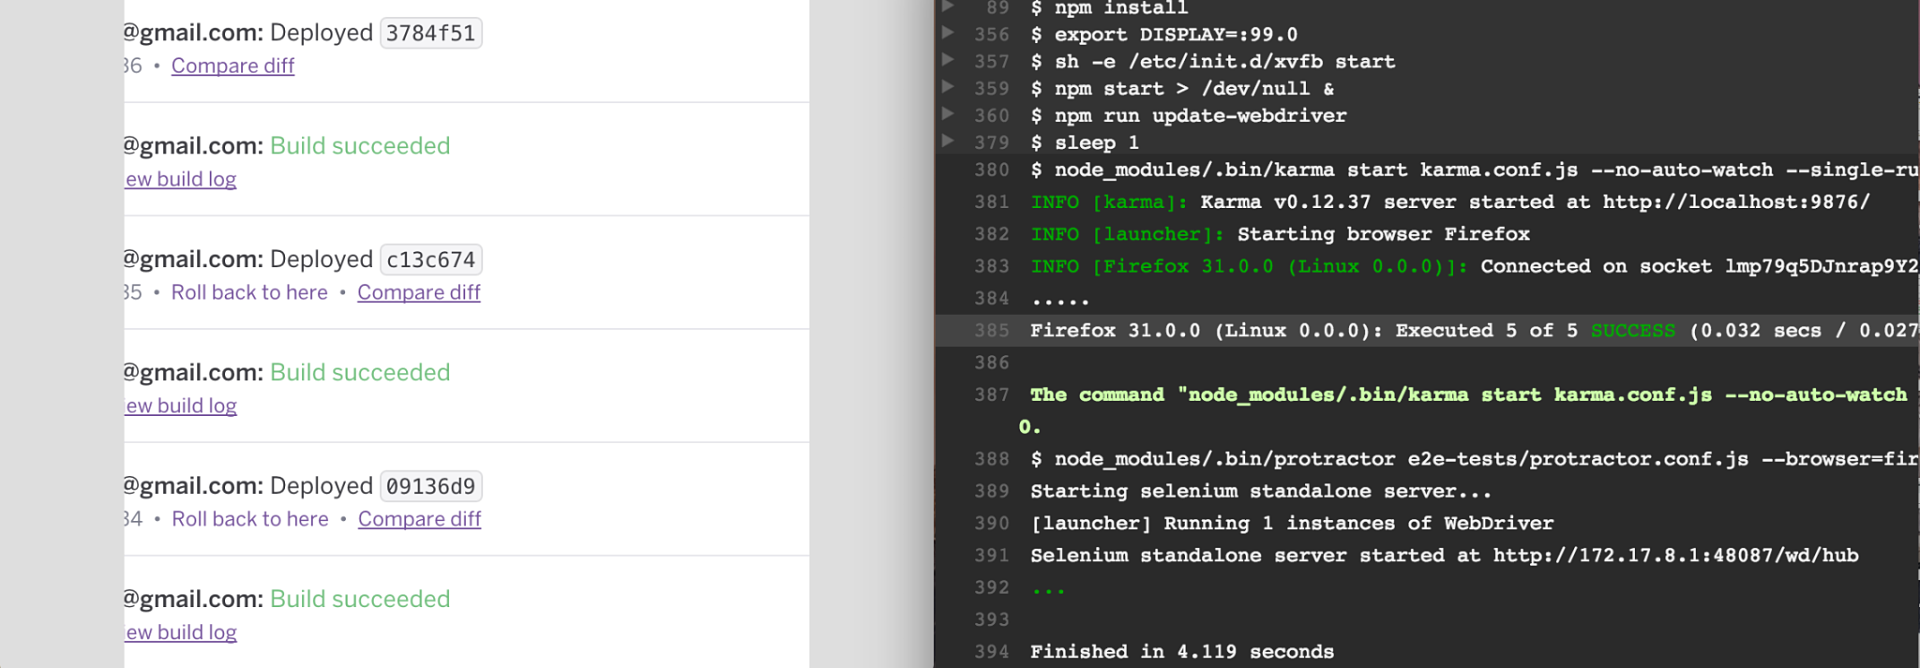 @gmail.com: Deployed 3784f51
36 • Compare diff
@gmail.com: Build succeeded
ew build log
@gmail.com: Deployed c13c674
35 • Roll back to here • Compare diff
@gmail.com: Build succeeded
ew build log
@gmail.com: Deployed 09136d9
34 • Roll back to here • Compare diff
@gmail.com: Build succeeded
ew build log
89 $ npm install
356 $ export DISPLAY=:99.0
357 $ sh -e /etc/init.d/xvfb start
359 $ npm start > /dev/null &
360 $ npm run update-webdriver
379 $ sleep 1
380 $ node_modules/.bin/karma start karma.conf.js --no-auto-watch --single-ru
381 INFO [karma]: Karma v0.12.37 server started at http://localhost:9876/
382 INFO [launcher]: Starting browser Firefox
383 INFO [Firefox 31.0.0 (Linux 0.0.0)]: Connected on socket lmp79q5DJnrap9Y2
384 .....
385 Firefox 31.0.0 (Linux 0.0.0): Executed 5 of 5 SUCCESS (0.032 secs / 0.027
386
387 The command "node_modules/.bin/karma start karma.conf.js --no-auto-watch
0.
388 $ node_modules/.bin/protractor e2e-tests/protractor.conf.js --browser=fir
389 Starting selenium standalone server...
390 [launcher] Running 1 instances of WebDriver
391 Selenium standalone server started at http://172.17.8.1:48087/wd/hub
392 ...
393
394 Finished in 4.119 seconds